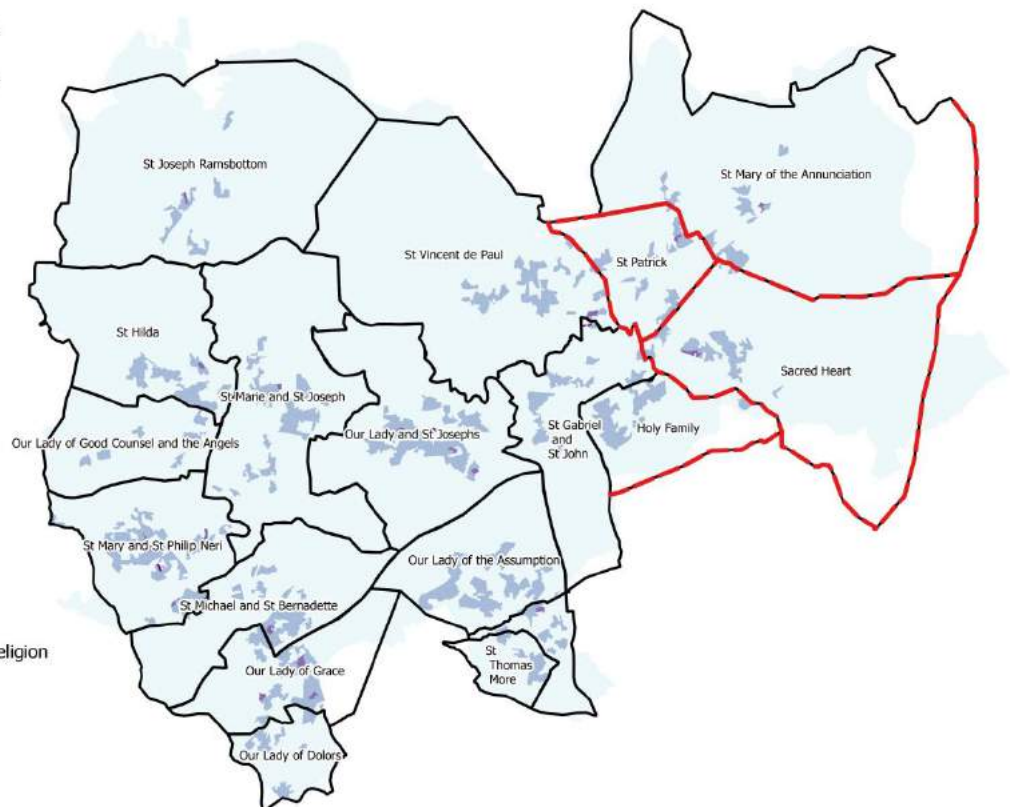 St Joseph Ramsbottom
St Mary of the Annunciation
St Vincent de Paul
St Patrick
St Hilda
Sacred Heart
St Marie and St Joseph
Our Lady of Good Counsel and the Angels
Our Lady and St Josephs
St Gabriel
and
St John
Holy Family
St Mary and St Philip Neri
Our Lady of the Assumption
St Michael and St Bernadette
eligion
St
Thomas
More
Our Lady of Grace
Our Lady of Dolors